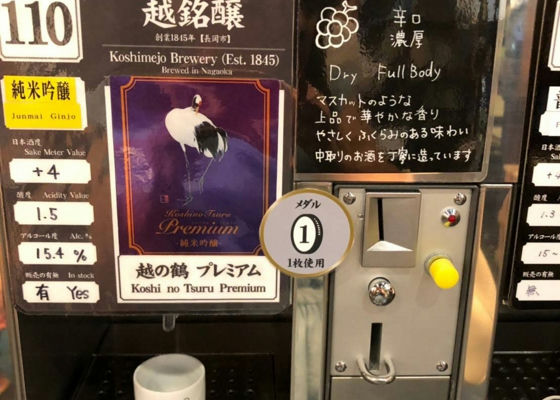 110
越銘醸
創業1845年【長岡市】
Koshimejo Brewery (Est. 1845)
Brewed in Nagaoka
純米吟醸
Junmai Ginjo
日本酒度
Sake Meter Value
+4
酸度 Acidity Value
1.5
アルコール度 Alc.%
15.4 %
販売の有無 In stock
有 Yes
Koshino Tsuru
Premium
-純米吟醸-
越の鶴 プレミアム
Koshi no Tsuru Premium
辛口
濃厚
Dry Full Body
マスカットのような
上品で華やかな香り
やさしくふくらみのある味わい
中取りのお酒を丁寧に造っています
メダル
1
1枚使用
+4
1.3
15~
無